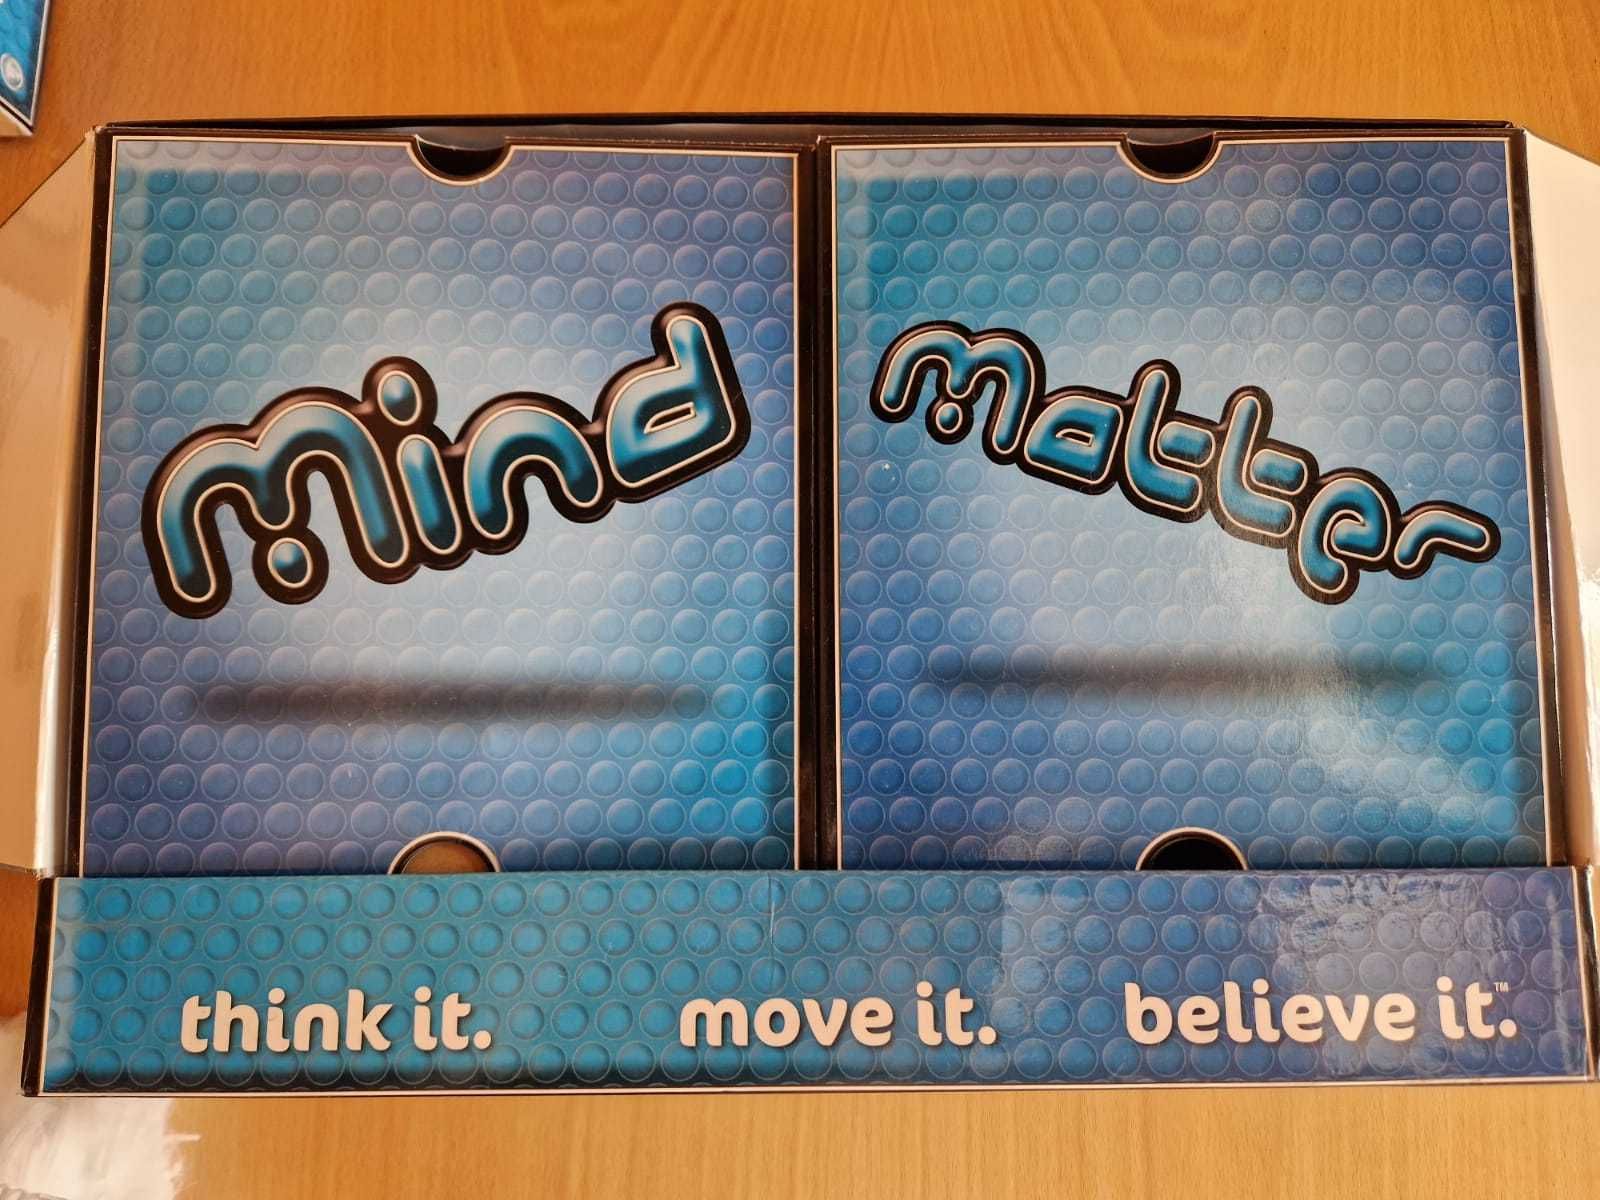 mind
matter
think it. move it. believe it.™